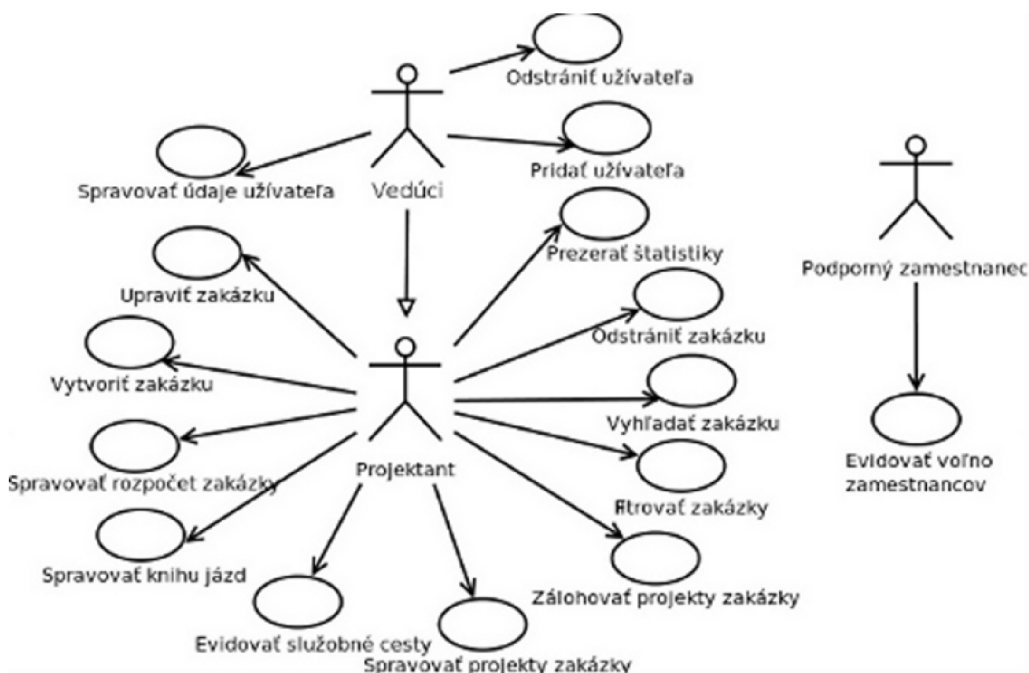 Odstrániť užívateľa
Pridať užívateľa
Spravovať údaje užívateľa
Vedúci
Prezerať štatistiky
Podporný zamestnanec
Upraviť zakázku
Odstrániť zakázku
Vytvoriť zakázku
Vyhľadať zakázku
Evidovať voľno
zamestnancov
Projektant
Spravovať rozpočet zakázky
Fltrovať zakázky
Spravovať knihu jázd
Zálohovať projekty zakázky
Evidovať služobné cesty
Spravovať projekty zakázky